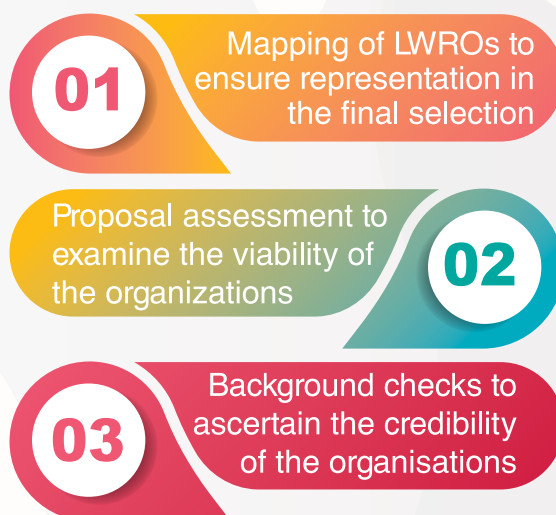 01
Mapping of LWROs to
ensure representation in
the final selection
Proposal assessment to
examine the viability of
the organizations
02
03
Background checks to
ascertain the credibility
of the organisations